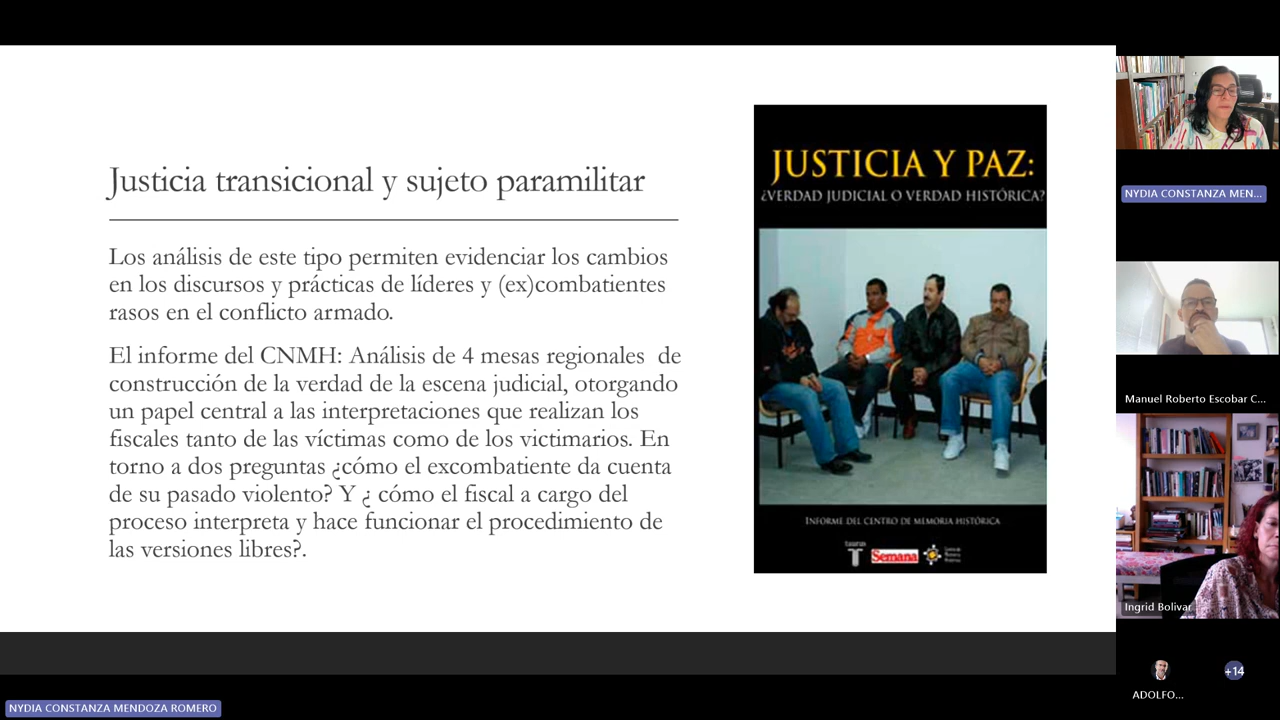 Justicia transicional y sujeto paramilitar
Los análisis de este tipo permiten evidenciar los cambios
en los discursos y prácticas de líderes y (ex)combatientes
rasos en el conflicto armado.
El informe del CNMH: Análisis de 4 mesas regionales  de
construcción de la verdad de la escena judicial, otorgando
un papel central a las interpretaciones que realizan los
fiscales tanto de las víctimas como de los victimarios. En
torno a dos preguntas ¿cómo el excombatiente da cuenta
de su pasado violento? Y ¿ cómo el fiscal a cargo del
proceso interpreta y hace funcionar el procedimiento de
las versiones libres?.
JUSTICIA Y PAZ:
¿VERDAD JUDICIAL O VERDAD HISTÓRICA?
INFORME DEL CENTRO DE MEMORIA HISTÓRICA
Semana
NYDIA CONSTANZA MEN...
Manuel Roberto Escobar C...
Ingrid Bolivar
ADOLFO...
+14
NYDIA CONSTANZA MENDOZA ROMERO